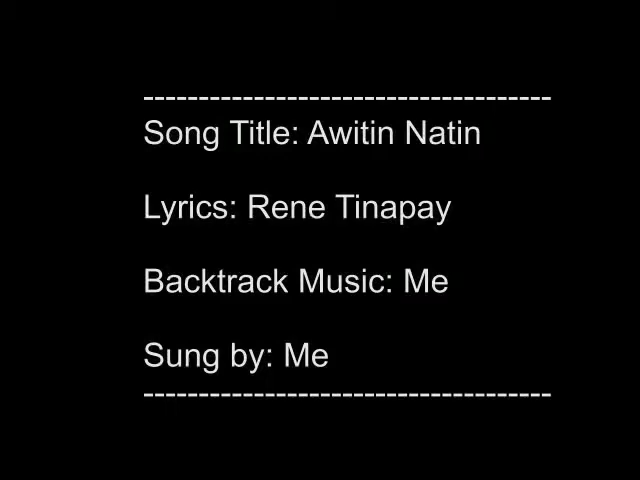 -------------------------------------
Song Title: Awitin Natin
Lyrics: Rene Tinapay
Backtrack Music: Me
Sung by: Me
-------------------------------------